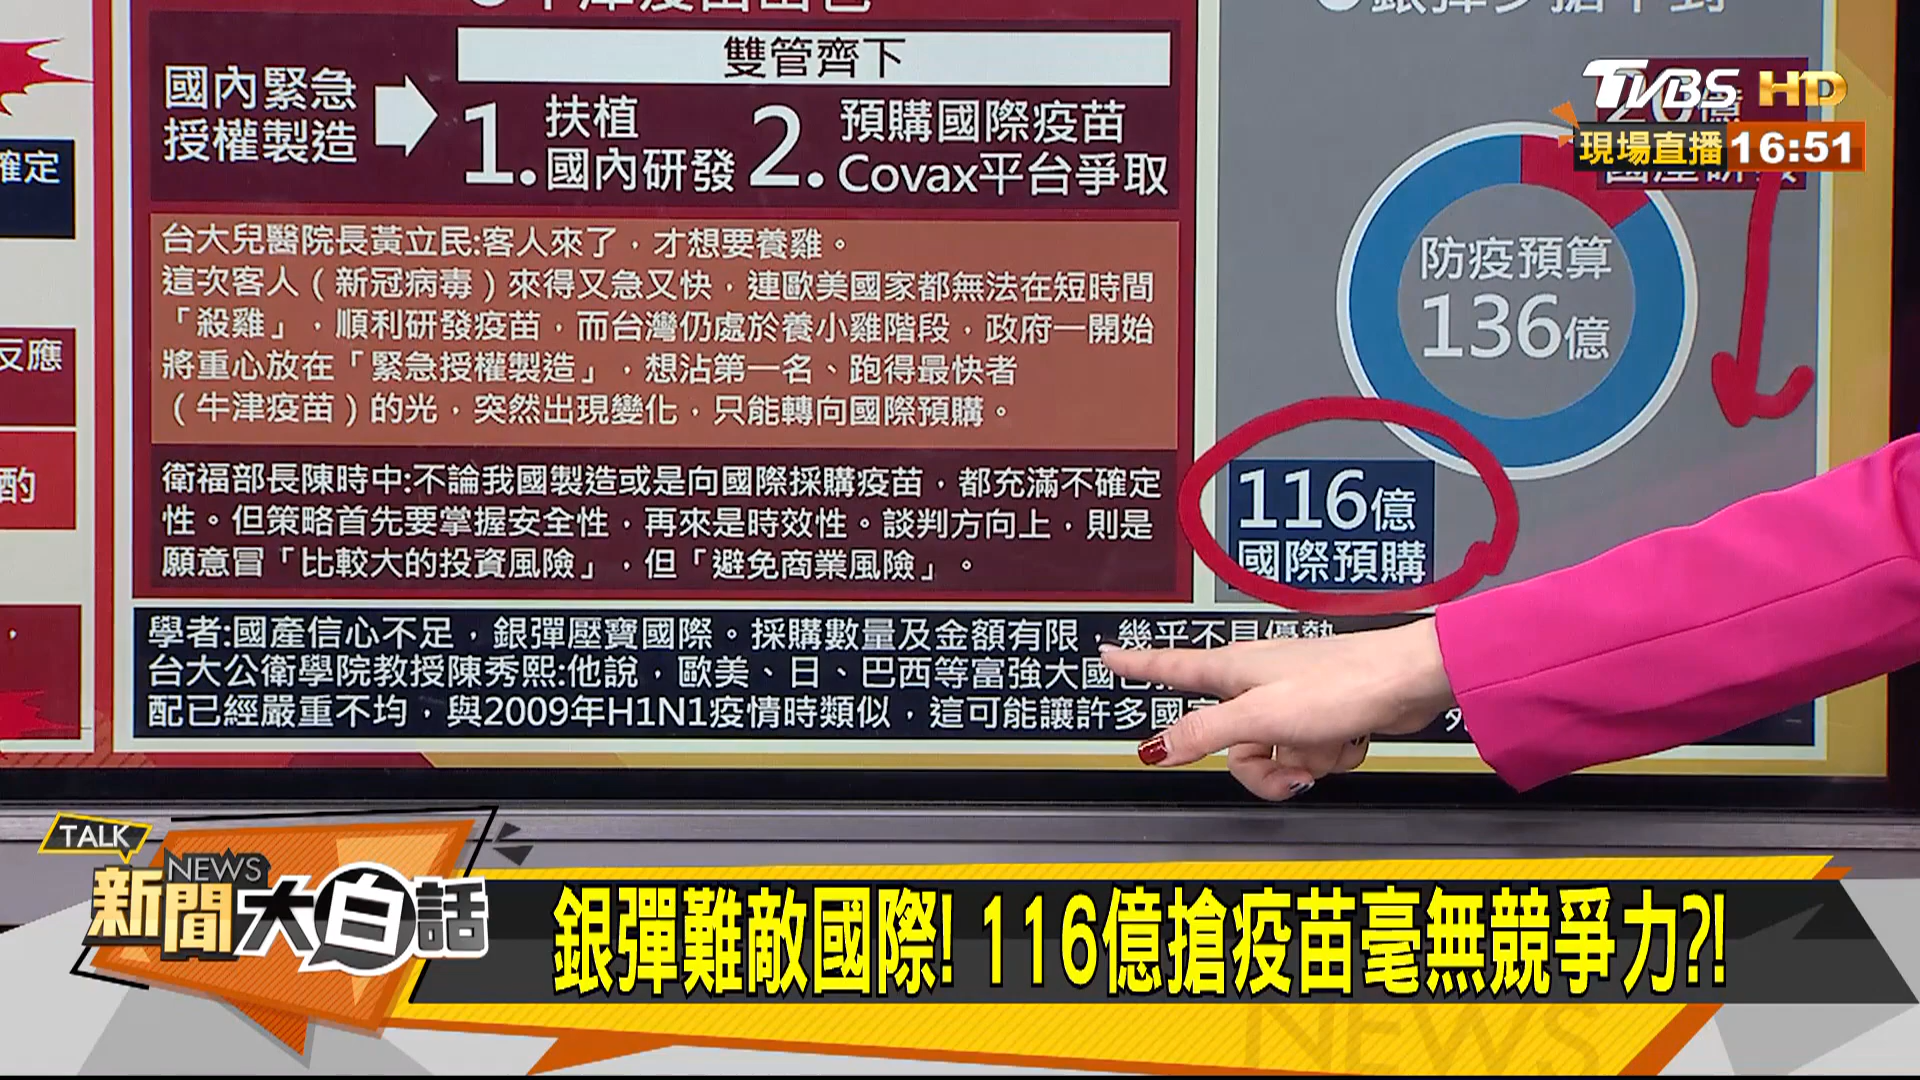 雙管齊下
國內緊急
授權製造
1.
扶植
國內研發
2.
預購國際疫苗
Covax平台爭取
台大兒醫院長黃立民:客人來了，才想要養雞。
這次客人（新冠病毒）來得又急又快，連歐美國家都無法在短時間
「殺雞」，順利研發疫苗，而台灣仍處於養小雞階段，政府一開始
將重心放在「緊急授權製造」，想沾第一名、跑得最快者
（牛津疫苗）的光，突然出現變化，只能轉向國際預購。
衛福部長陳時中:不論我國製造或是向國際採購疫苗，都充滿不確定
性。但策略首先要掌握安全性，再來是時效性。談判方向上，則是
願意冒「比較大的投資風險」，但「避免商業風險」。
學者:國產信心不足，銀彈壓寶國際。採購數量及金額有限，幾乎不具優勢
台大公衛學院教授陳秀熙:他說，歐美、日、巴西等富強大國
配已經嚴重不均，與2009年H1N1疫情時類似，這可能讓許多國
確定
反應
酌
防疫預算
136億
116億
國際預購
TVBS HD
現場直播 16:51
TALK
NEWS
新聞大白話
銀彈難敵國際! 116億搶疫苗毫無競爭力?!
NEWS